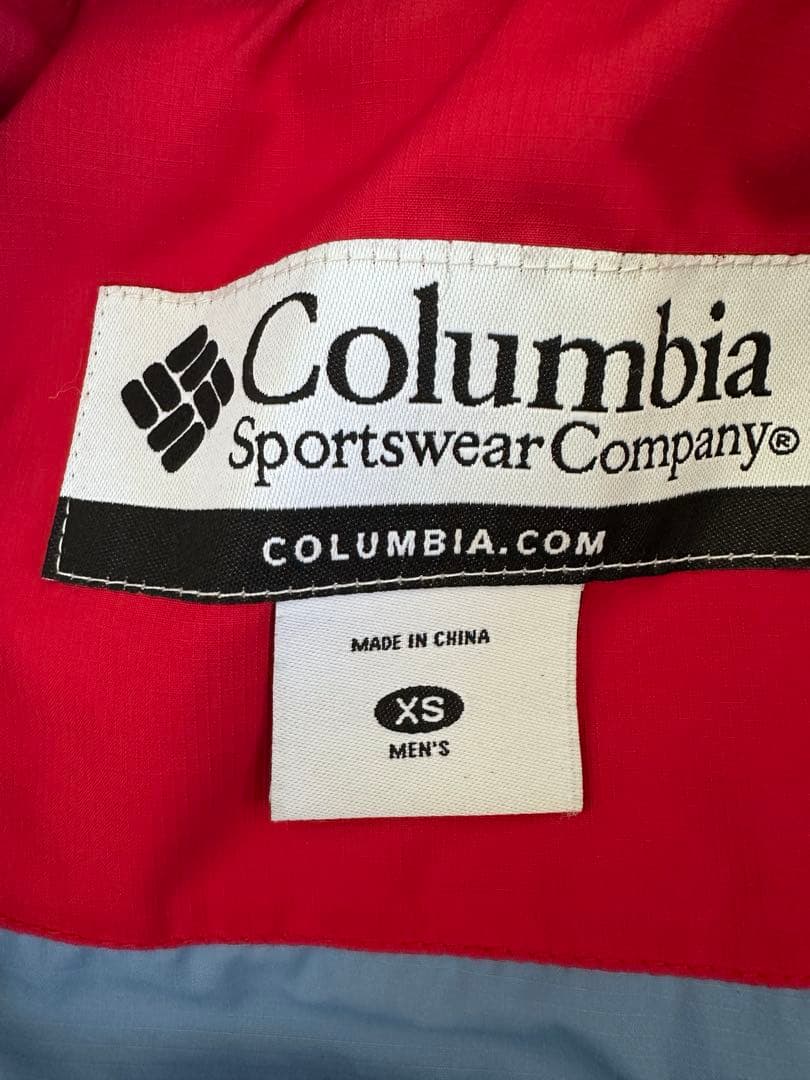 Columbia
Sportswear Company®
COLUMBIA.COM
MADE IN CHINA
XS
MEN'S